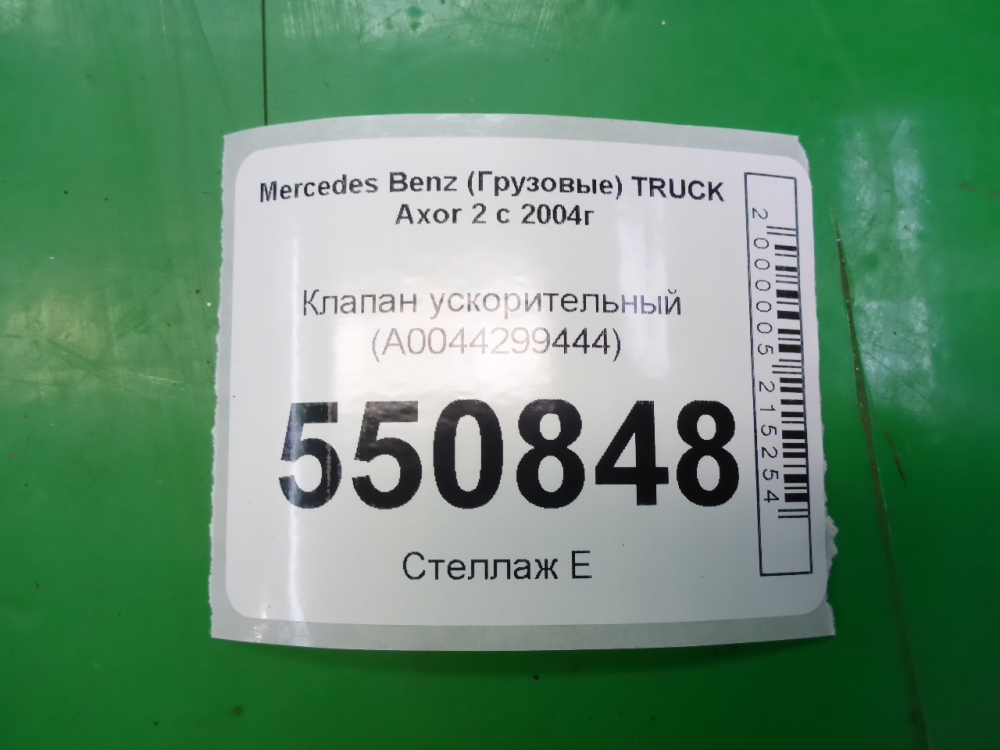 Mercedes Benz (Грузовые) TRUCK
Axor 2 с 2004г
Клапан ускорительный
(A0044299444)
550848
Стеллаж E
2000005215254